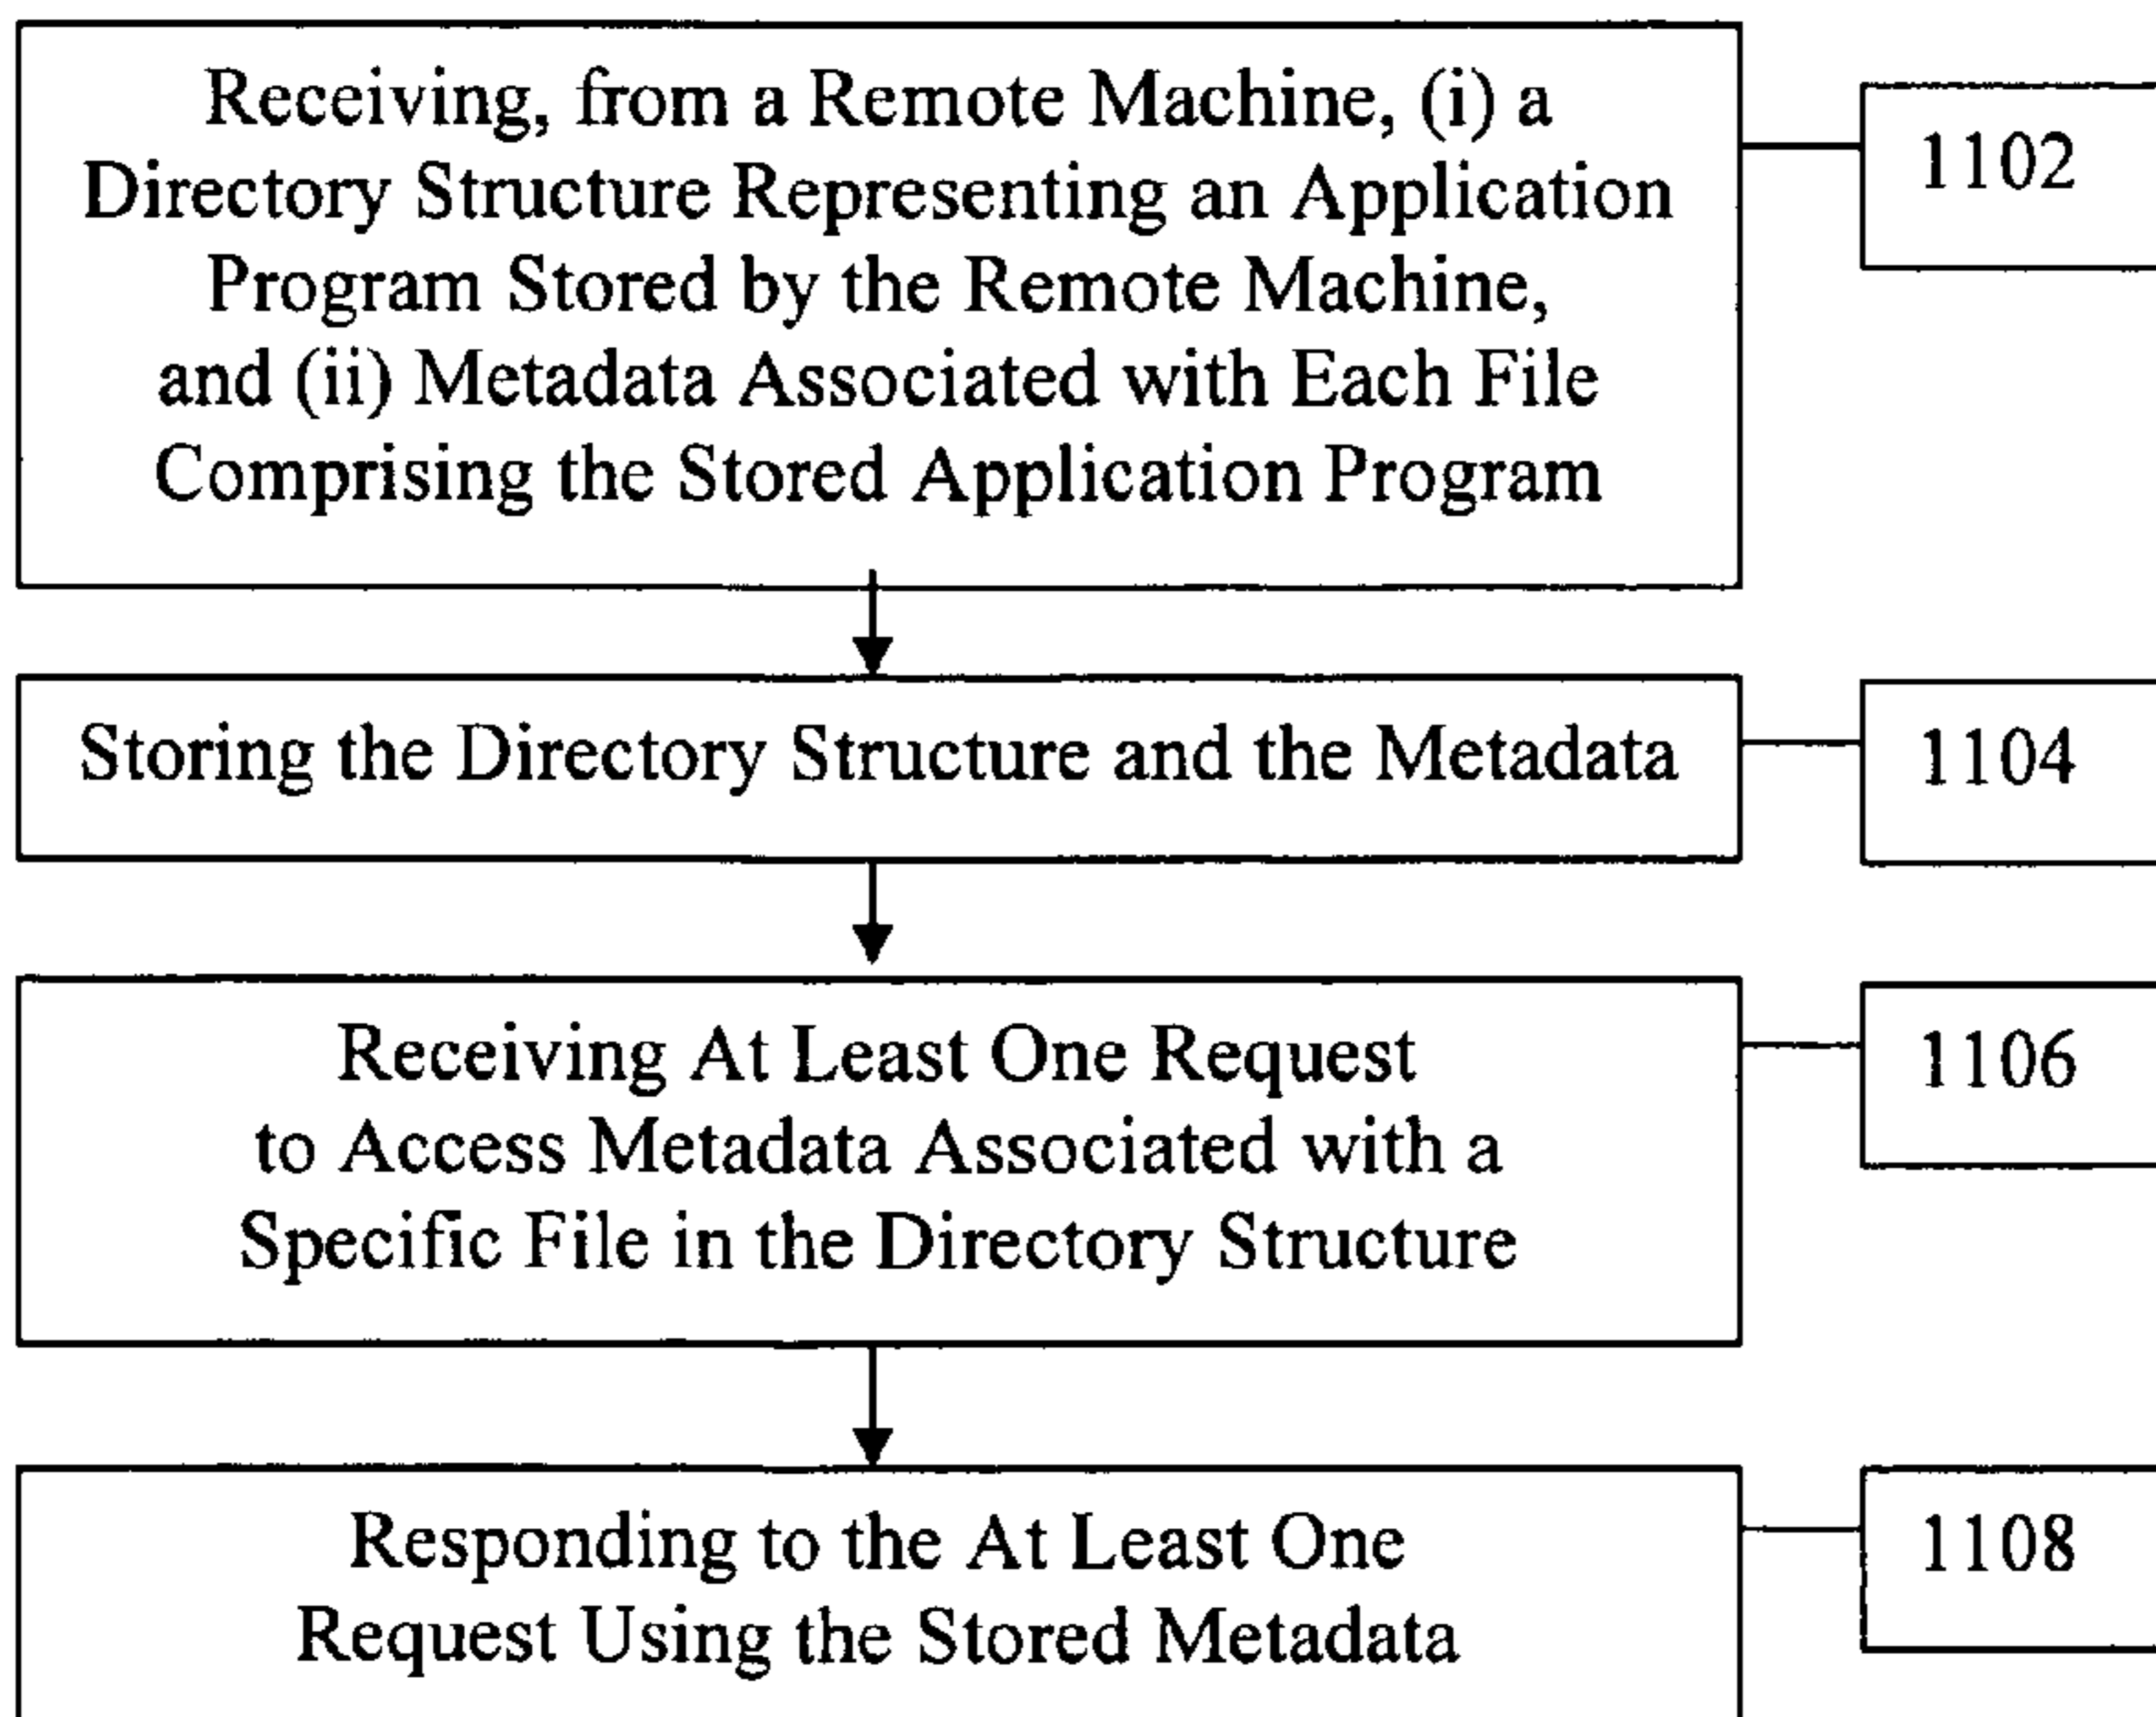 Receiving, from a Remote Machine, (i) a
Directory Structure Representing an Application
Program Stored by the Remote Machine,
and (ii) Metadata Associated with Each File
Comprising the Stored Application Program
1102
Storing the Directory Structure and the Metadata
1104
Receiving At Least One Request
to Access Metadata Associated with a
Specific File in the Directory Structure
1106
Responding to the At Least One
Request Using the Stored Metadata
1108